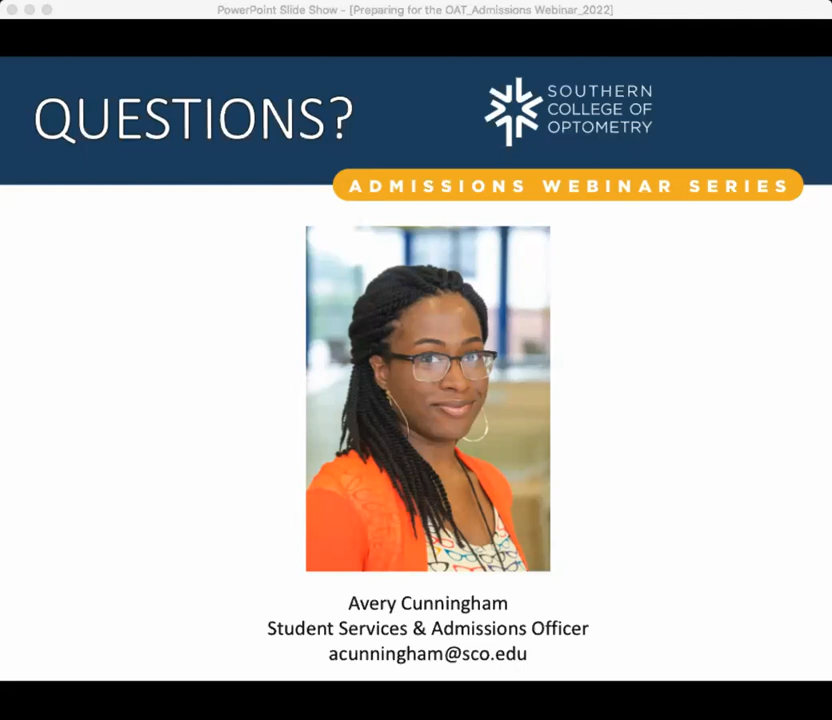 PowerPoint Slide Show - [Preparing for the OAT_Admissions Webinar_2022]
QUESTIONS?
SOUTHERN
COLLEGE OF
OPTOMETRY
ADMISSIONS WEBINAR SERIES
Avery Cunningham
Student Services & Admissions Officer
acunningham@sco.edu